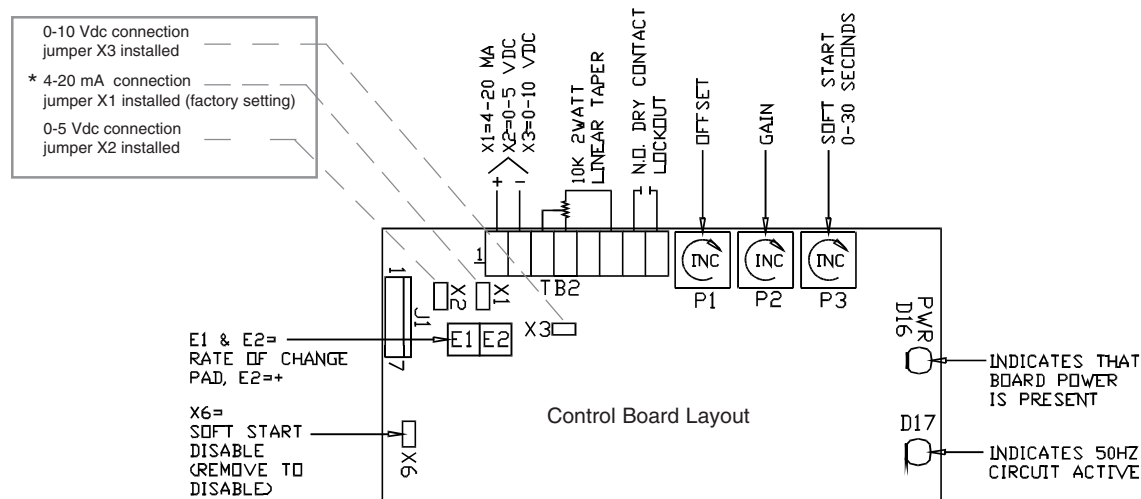 0-10 Vdc connection
jumper X3 installed
* 4-20 mA connection
jumper X1 installed (factory setting)
0-5 Vdc connection
jumper X2 installed
+
-
X1=4-20 MA
X2=0-5 VDC
X3=0-10 VDC
10K 2WATT
LINEAR TAPER
N.O. DRY CONTACT
LOCKOUT
OFFSET
GAIN
SOFT START
0-30 SECONDS
1
TB2
INC
P1
INC
P2
INC
P3
1
J1
7
X2
X1
X3
E1
E2
E1 & E2=
RATE OF CHANGE
PAD, E2=+
X6=
SOFT START
DISABLE
(REMOVE TO
DISABLE)
X6
Control Board Layout
PWR
D16
INDICATES THAT
BOARD POWER
IS PRESENT
D17
INDICATES 50HZ
CIRCUIT ACTIVE